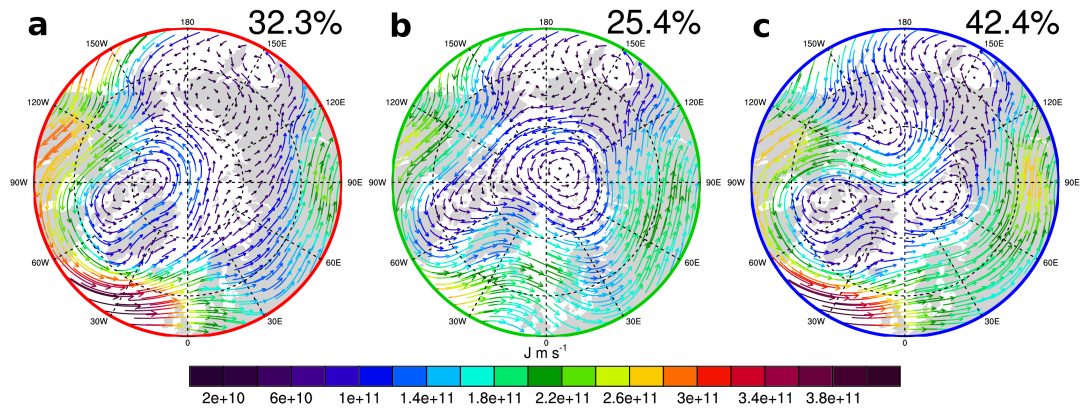 a 32.3% b 25.4% c 42.4%
180 180 180
150W 150E 150W 150E 150W 150E
120W 120E 120W 120E 120W 120E
90W 90E 90W 90E 90W 90E
60W 60E 60W 60E 60W 60E
30W 30E 30W 30E 30W 30E
0 0 0
J m s⁻¹
2e+10 6e+10 1e+11 1.4e+11 1.8e+11 2.2e+11 2.6e+11 3e+11 3.4e+11 3.8e+11